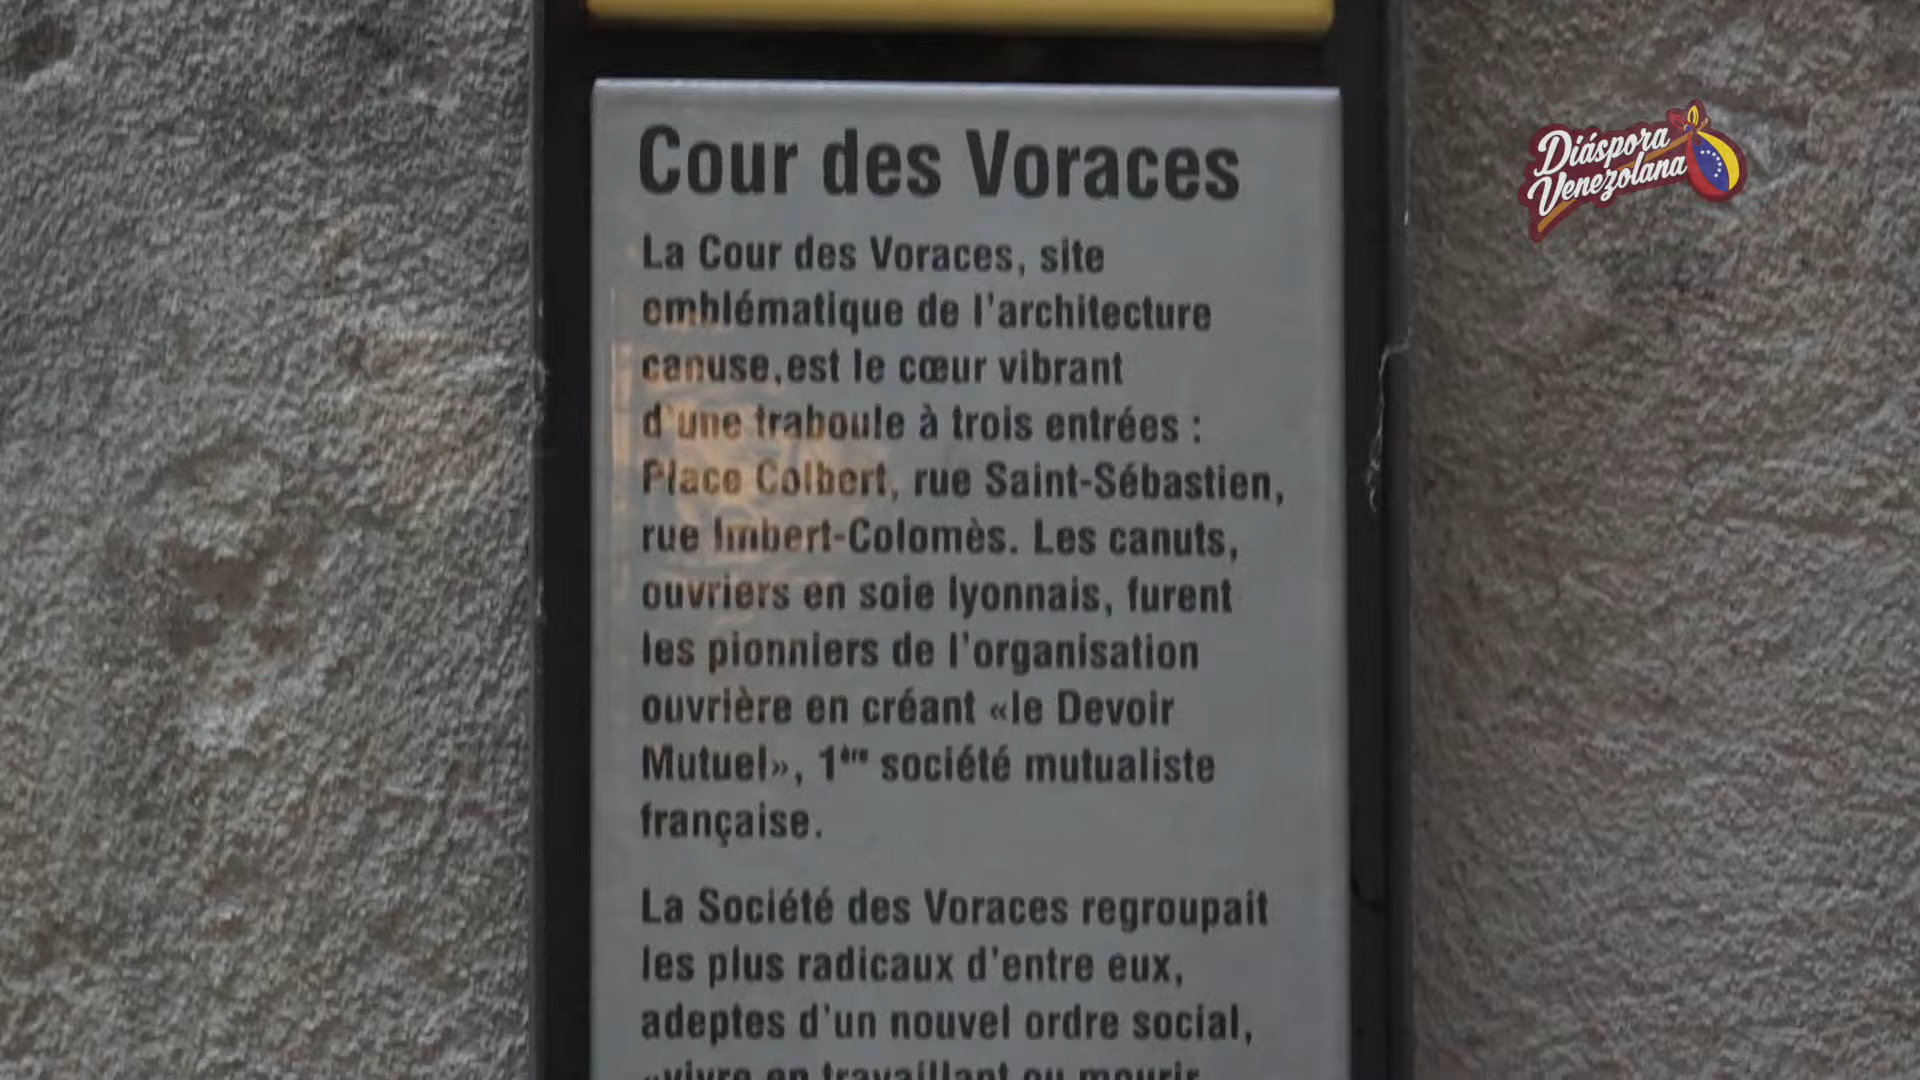 Cour des Voraces
La Cour des Voraces, site
emblématique de l'architecture
canuse,est le cœur vibrant
d'une traboule à trois entrées :
Place Colbert, rue Saint-Sébastien,
rue Imbert-Colomès. Les canuts,
ouvriers en soie lyonnais, furent
les pionniers de l'organisation
ouvrière en créant «le Devoir
Mutuel», 1ère société mutualiste
française.
La Société des Voraces regroupait
les plus radicaux d'entre eux,
adeptes d'un nouvel ordre social,
«vivre en travaillant ou mourir
Diáspora
Venezolana